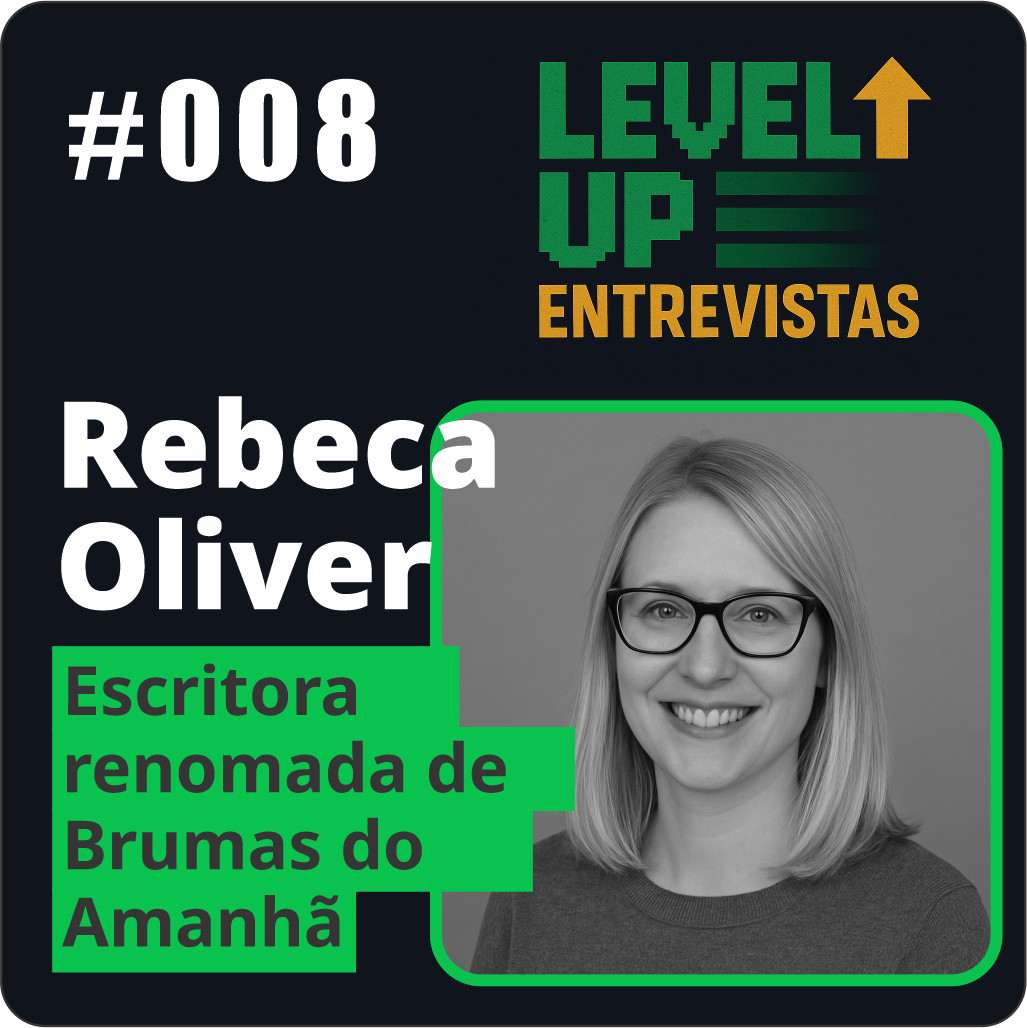 #008
LEVEL
UP
ENTREVISTAS
Rebeca
Oliver
Escritora
renomada de
Brumas do
Amanhã